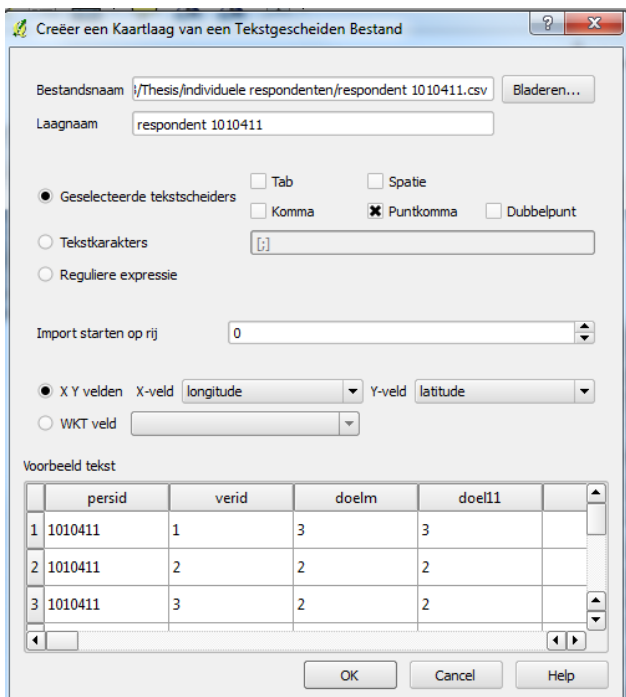 Creëer een Kaartlaag van een Tekstgescheiden Bestand
Bestandsnaam /Thesis/individuele respondenten/respondent 1010411.csv Bladeren...
Laagnaam respondent 1010411
Tab Spatie
Geselecteerde tekstscheiders
Komma Puntkomma Dubbelpunt
Tekstkarakters [;]
Reguliere expressie
Import starten op rij 0
X Y velden X-veld longitude Y-veld latitude
WKT veld
Voorbeeld tekst
persid verid doelm doel11
1 1010411 1 3 3
2 1010411 2 2 2
3 1010411 3 2 2
OK Cancel Help